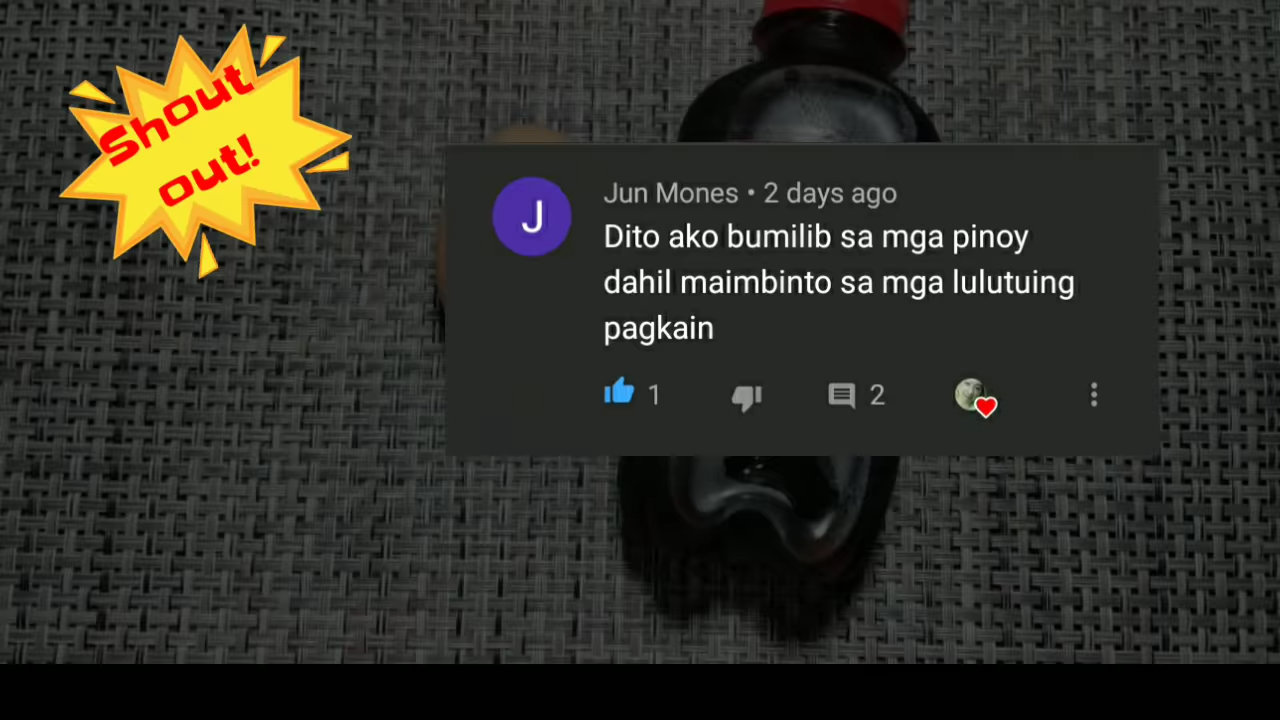 Shout
out!
J
Jun Mones • 2 days ago
Dito ako bumilib sa mga pinoy
dahil maimbinto sa mga lulutuing
pagkain
1
2